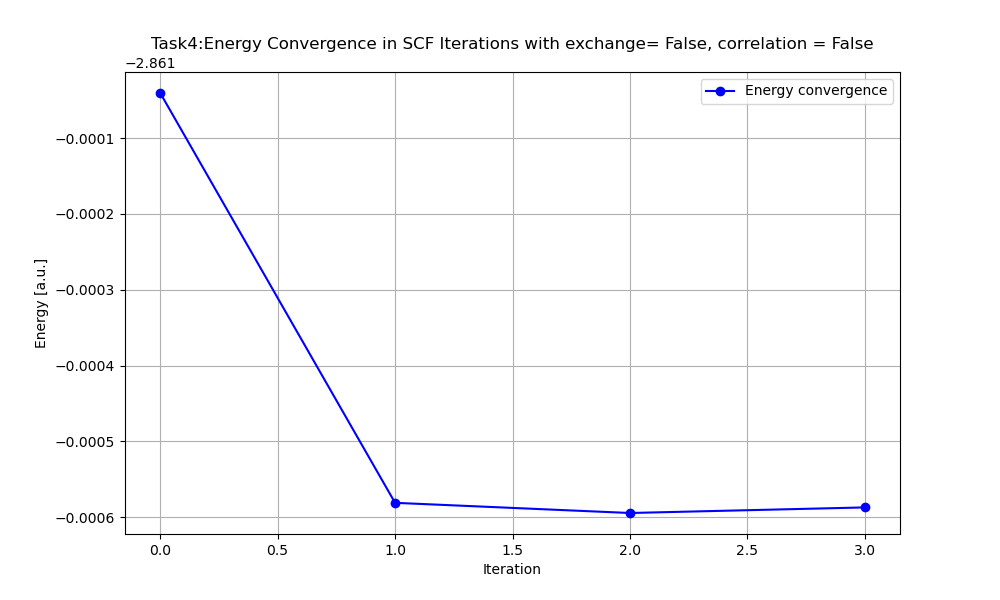 Task4:Energy Convergence in SCF Iterations with exchange= False, correlation = False
−2.861
Energy convergence
−0.0001
−0.0002
−0.0003
−0.0004
−0.0005
−0.0006
Energy [a.u.]
0.0 0.5 1.0 1.5 2.0 2.5 3.0
Iteration